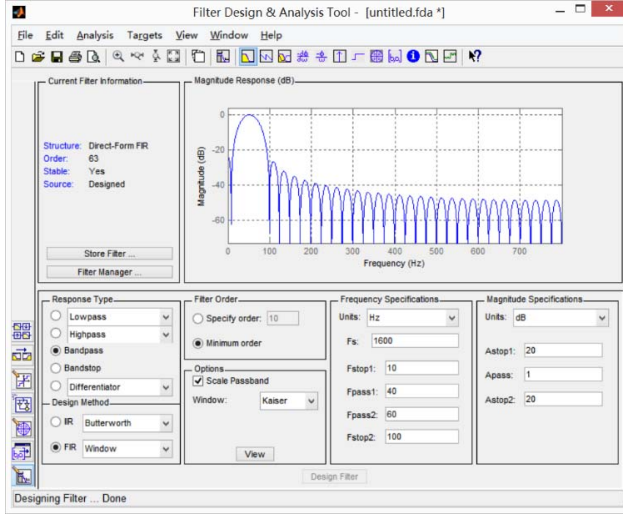 Filter Design & Analysis Tool - [untitled.fda *]
File Edit Analysis Targets View Window Help
Current Filter Information
Structure: Direct-Form FIR
Order: 63
Stable: Yes
Source: Designed
Store Filter ...
Filter Manager ...
Magnitude Response (dB)
0
-20
-40
-60
Magnitude (dB)
0 100 200 300 400 500 600 700
Frequency (Hz)
Response Type
Lowpass
Highpass
Bandpass
Bandstop
Differentiator
Design Method
IIR Butterworth
FIR Window
Filter Order
Specify order: 10
Minimum order
Options
Scale Passband
Window: Kaiser
View
Frequency Specifications
Units: Hz
Fs: 1600
Fstop1: 10
Fpass1: 40
Fpass2: 60
Fstop2: 100
Magnitude Specifications
Units: dB
Astop1: 20
Apass: 1
Astop2: 20
Design Filter
Designing Filter ... Done